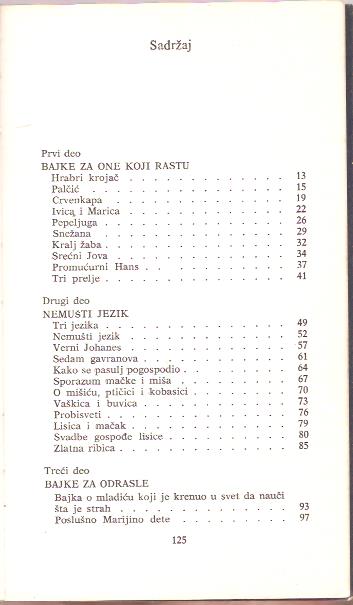 Sadržaj
Prvi deo
BAJKE ZA ONE KOJI RASTU
Hrabri krojač . . . . . . . . . . . . . 13
Palčić . . . . . . . . . . . . . . . 15
Crvenkapa . . . . . . . . . . . . . 19
Ivica i Marica . . . . . . . . . . . . 22
Pepeljuga . . . . . . . . . . . . . . 26
Snežana . . . . . . . . . . . . . . 29
Kralj žaba . . . . . . . . . . . . . . 32
Srećni Jova . . . . . . . . . . . . . 34
Promućurni Hans . . . . . . . . . . . 37
Tri prelje . . . . . . . . . . . . . . 41
Drugi deo
NEMUŠTI JEZIK
Tri jezika . . . . . . . . . . . . . . 49
Nemušti jezik . . . . . . . . . . . . 52
Verni Johanes . . . . . . . . . . . . 57
Sedam gavranova . . . . . . . . . . . 61
Kako se pasulj pogospodio . . . . . . . . 64
Sporazum mačke i miša . . . . . . . . 67
O mišiću, ptičici i kobasici . . . . . . . . 70
Vaškica i buvica . . . . . . . . . . . 73
Probisveti . . . . . . . . . . . . . . 76
Lisica i mačak . . . . . . . . . . . . 79
Svadbe gospođe lisice . . . . . . . . . . 80
Zlatna ribica . . . . . . . . . . . . . 85
Treći deo
BAJKE ZA ODRASLE
Bajka o mladiću koji je krenuo u svet da nauči
šta je strah . . . . . . . . . . . . . 93
Poslušno Marijino dete . . . . . . . . . 97
125